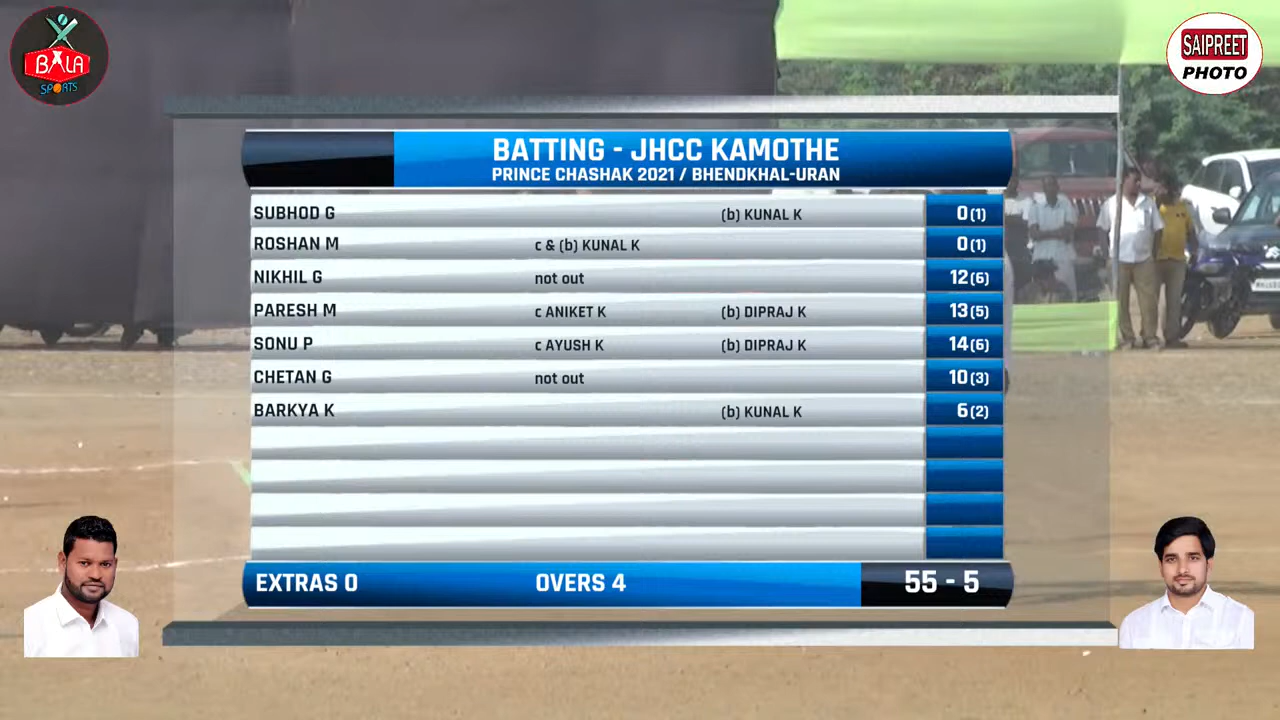 BALA
SPORTS
SAIPREET
PHOTO
BATTING - JHCC KAMOTHE
PRINCE CHASHAK 2021 / BHENDKHAL-URAN
SUBHOD G (b) KUNAL K 0 (1)
ROSHAN M c & (b) KUNAL K 0 (1)
NIKHIL G not out 12 (6)
PARESH M c ANIKET K (b) DIPRAJ K 13 (5)
SONU P c AYUSH K (b) DIPRAJ K 14 (6)
CHETAN G not out 10 (3)
BARKYA K (b) KUNAL K 6 (2)
EXTRAS 0 OVERS 4 55 - 5